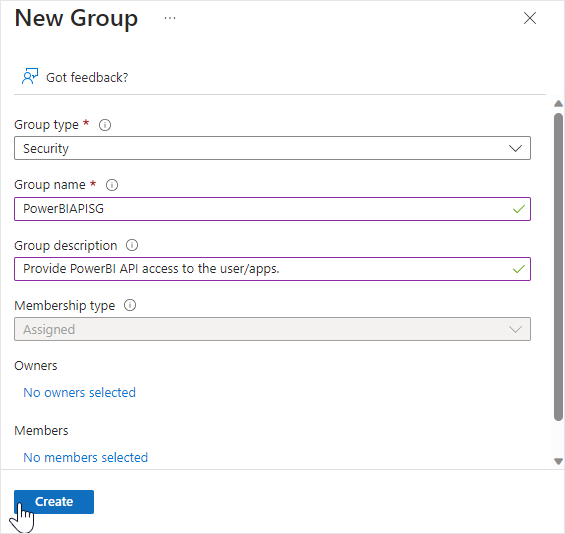 New Group ...
Got feedback?
Group type *
Security
Group name *
PowerBIAPISG
Group description
Provide PowerBI API access to the user/apps.
Membership type
Assigned
Owners
No owners selected
Members
No members selected
Create